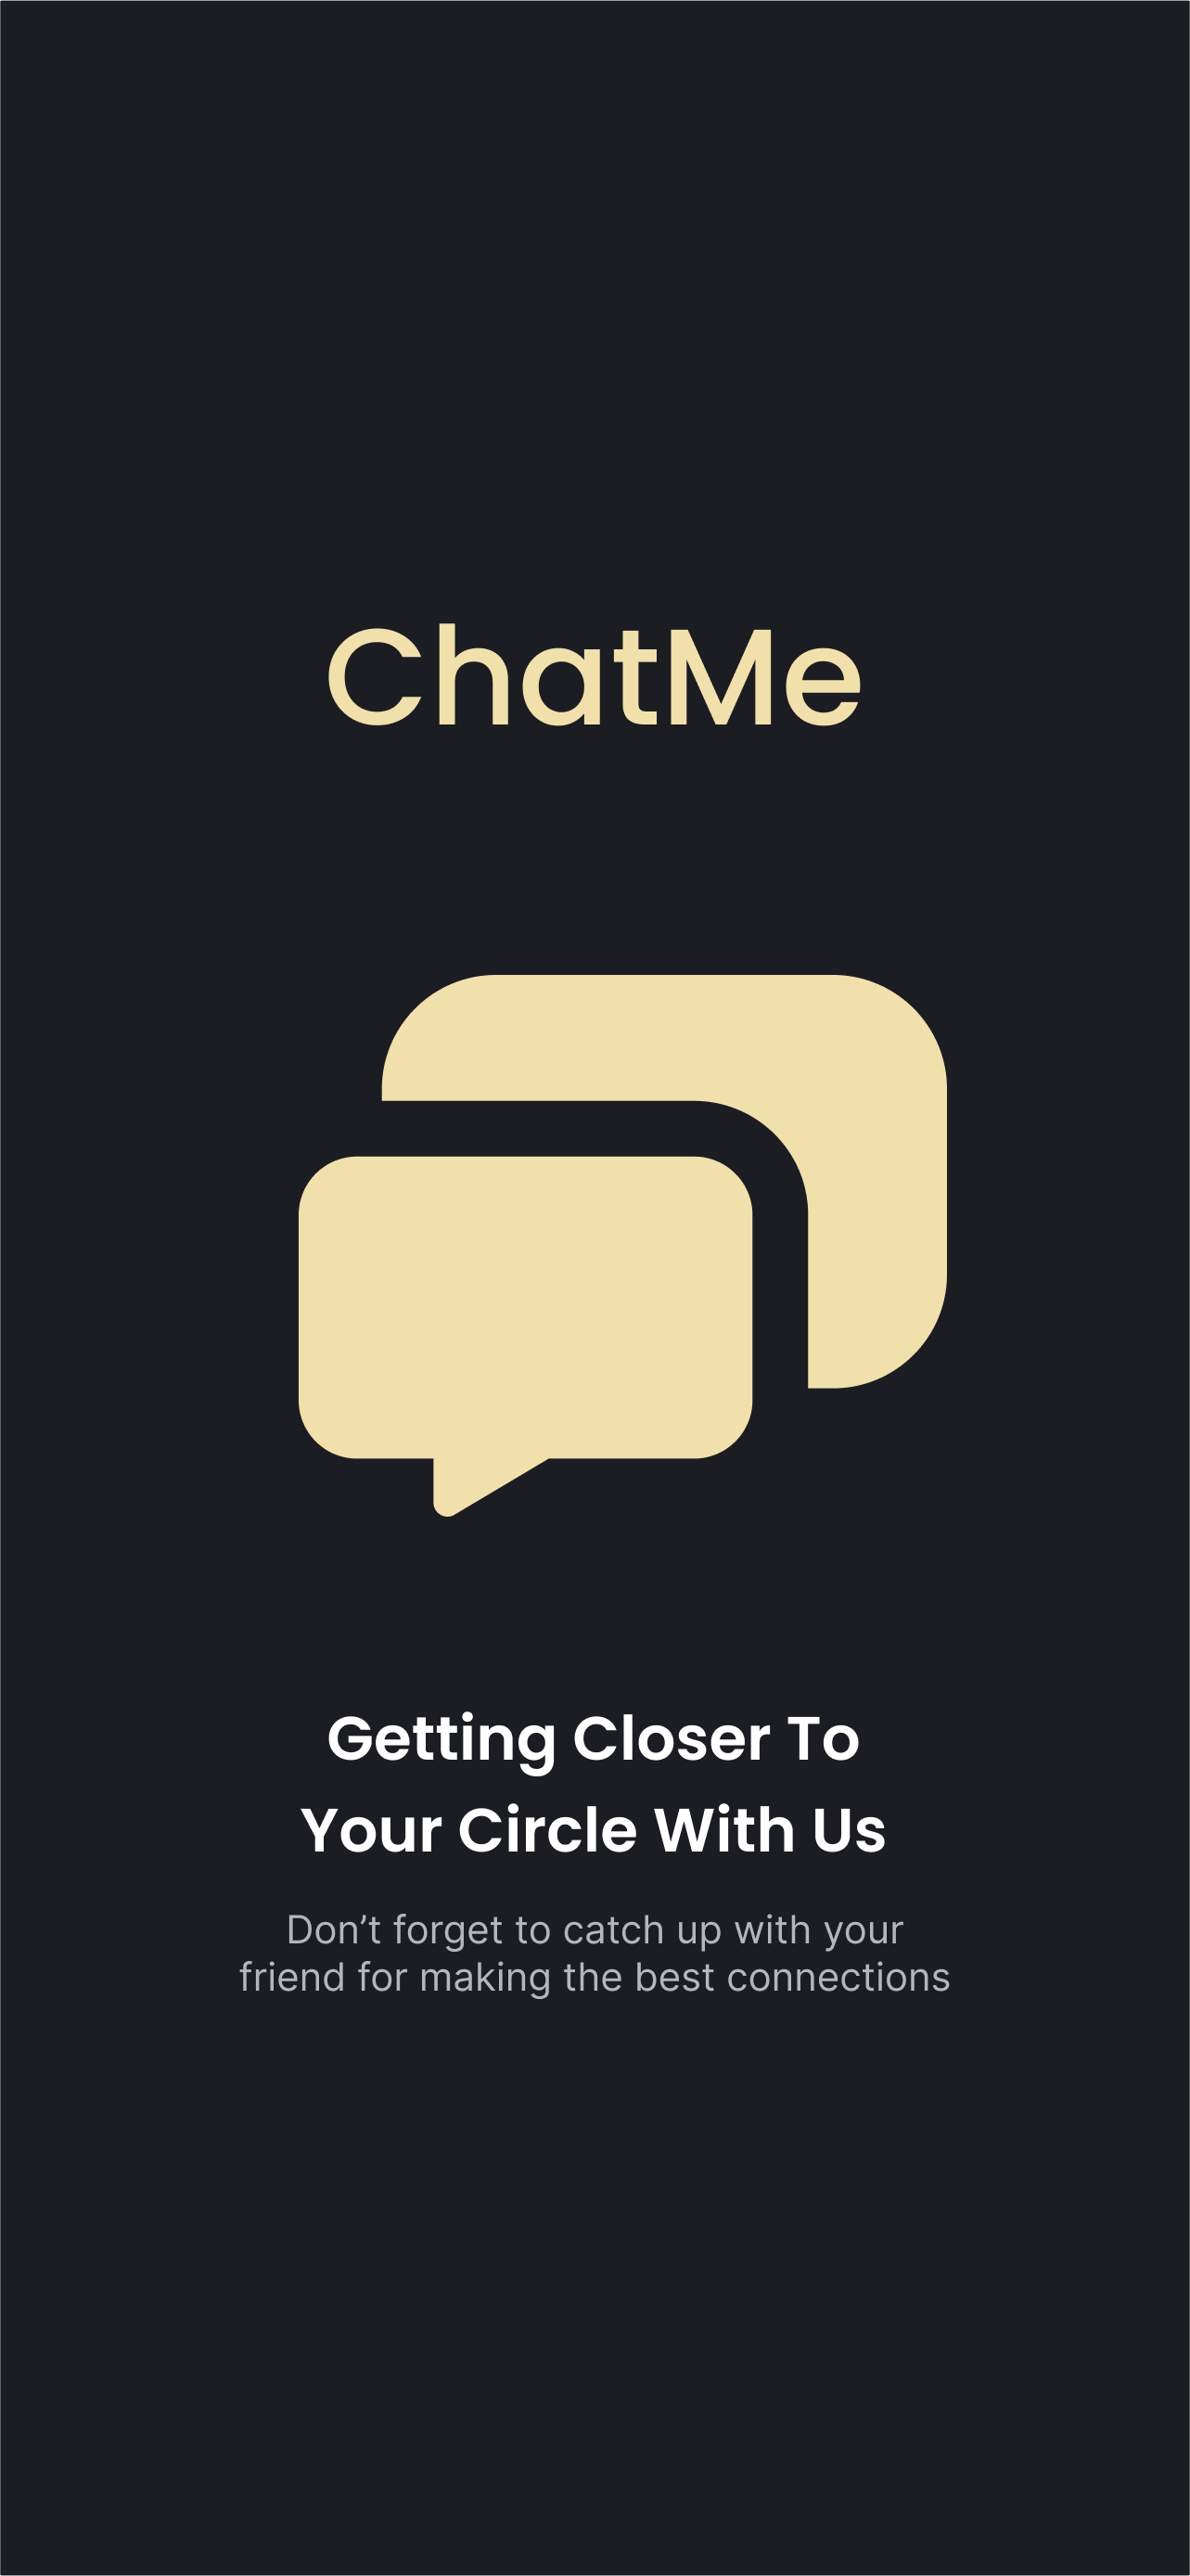 ChatMe
Getting Closer To
Your Circle With Us
Don’t forget to catch up with your
friend for making the best connections